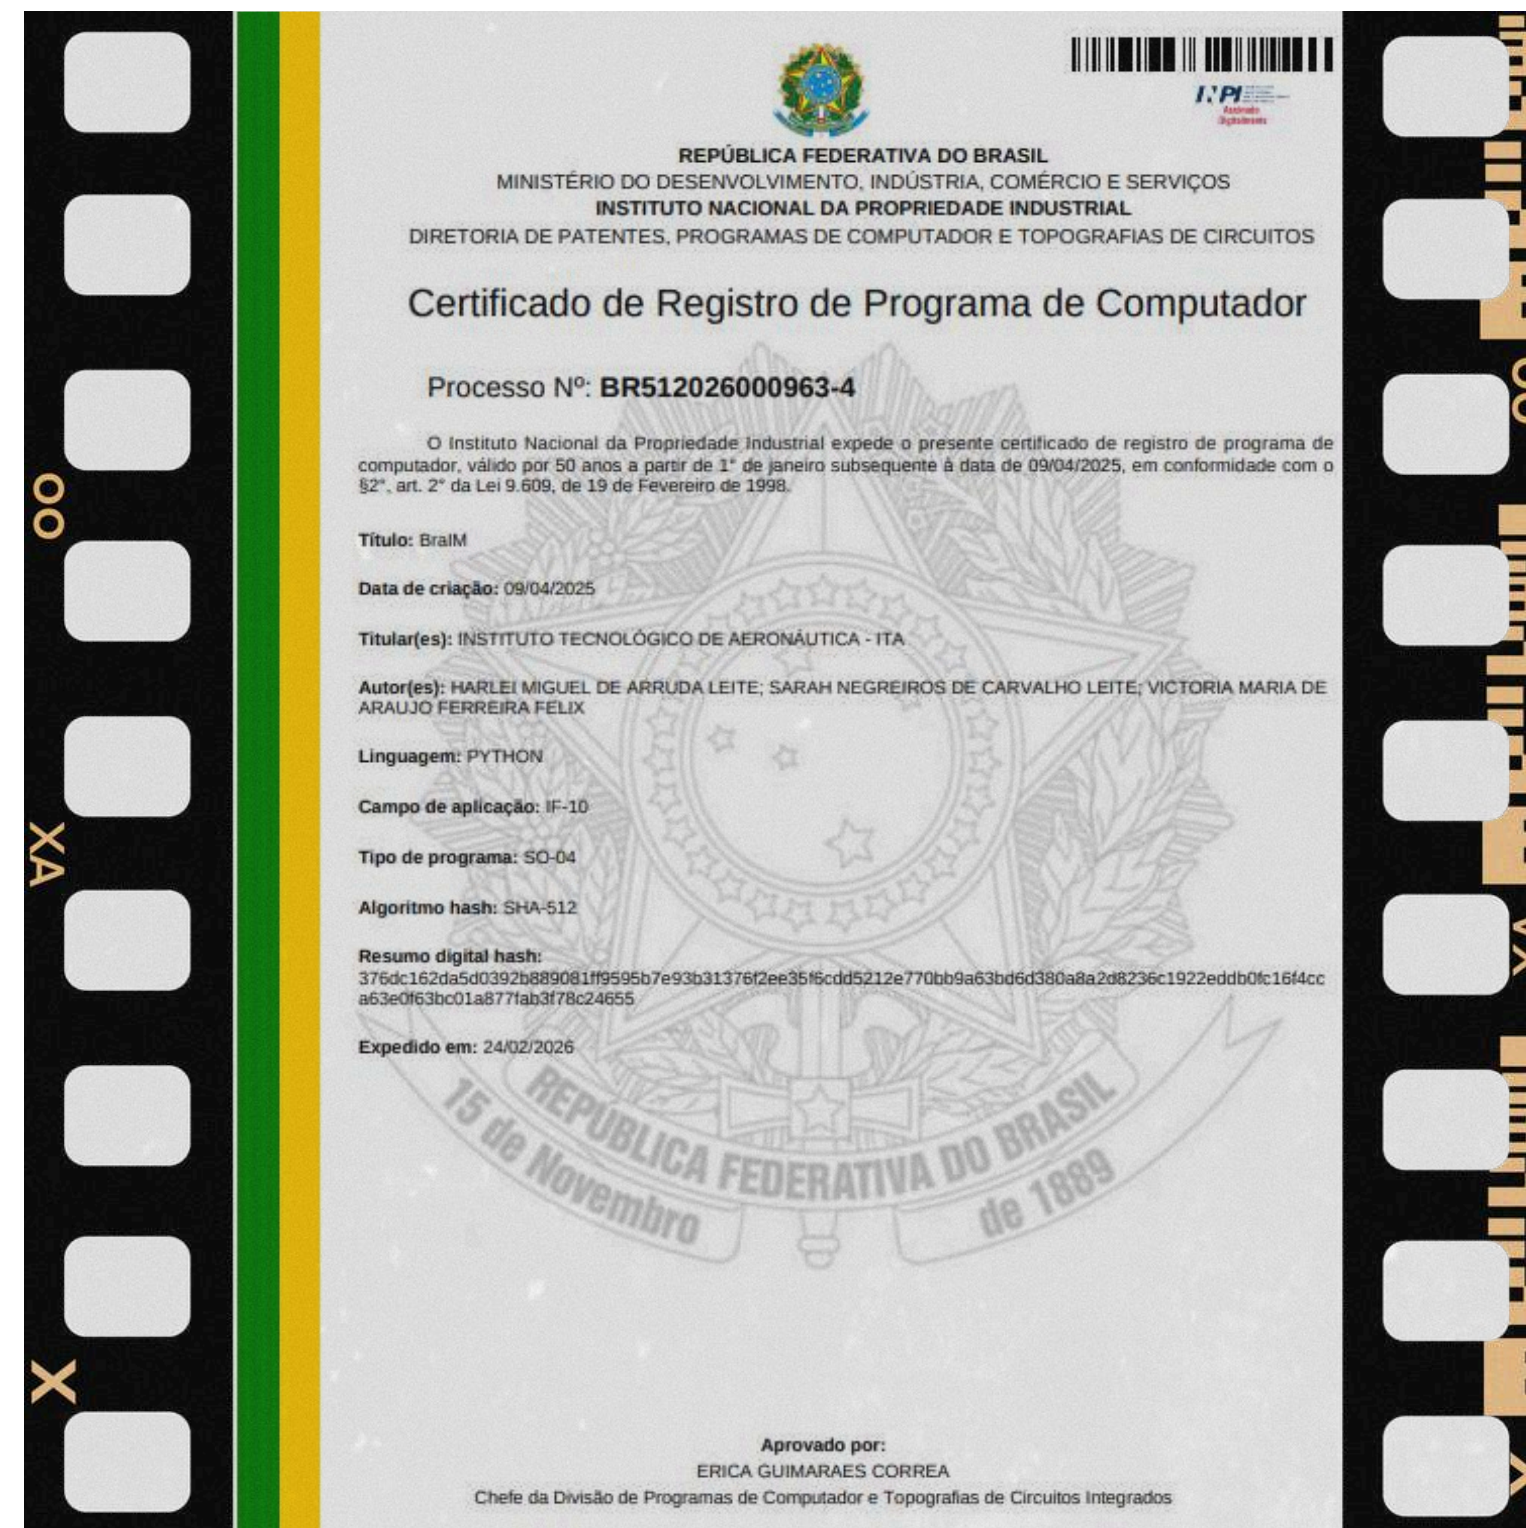 INPI
Assinado
Digitalmente
REPÚBLICA FEDERATIVA DO BRASIL
MINISTÉRIO DO DESENVOLVIMENTO, INDÚSTRIA, COMÉRCIO E SERVIÇOS
INSTITUTO NACIONAL DA PROPRIEDADE INDUSTRIAL
DIRETORIA DE PATENTES, PROGRAMAS DE COMPUTADOR E TOPOGRAFIAS DE CIRCUITOS
Certificado de Registro de Programa de Computador
Processo Nº: BR512026000963-4
O Instituto Nacional da Propriedade Industrial expede o presente certificado de registro de programa de
computador, válido por 50 anos a partir de 1° de janeiro subsequente à data de 09/04/2025, em conformidade com o
§2°, art. 2° da Lei 9.609, de 19 de Fevereiro de 1998.
Título: BraIM
Data de criação: 09/04/2025
Titular(es): INSTITUTO TECNOLÓGICO DE AERONÁUTICA - ITA
Autor(es): HARLEI MIGUEL DE ARRUDA LEITE; SARAH NEGREIROS DE CARVALHO LEITE; VICTORIA MARIA DE
ARAUJO FERREIRA FELIX
Linguagem: PYTHON
Campo de aplicação: IF-10
Tipo de programa: SO-04
Algoritmo hash: SHA-512
Resumo digital hash:
376dc162da5d0392b889081ff9595b7e93b31376f2ee35f6cdd5212e770bb9a63bd6d380a8a2d8236c1922eddb0fc16f4cc
a63e0f63bc01a877fab3f78c24655
Expedido em: 24/02/2026
REPÚBLICA FEDERATIVA DO BRASIL
15 de Novembro de 1889
Aprovado por:
ERICA GUIMARAES CORREA
Chefe da Divisão de Programas de Computador e Topografias de Circuitos Integrados
OO
XA
X